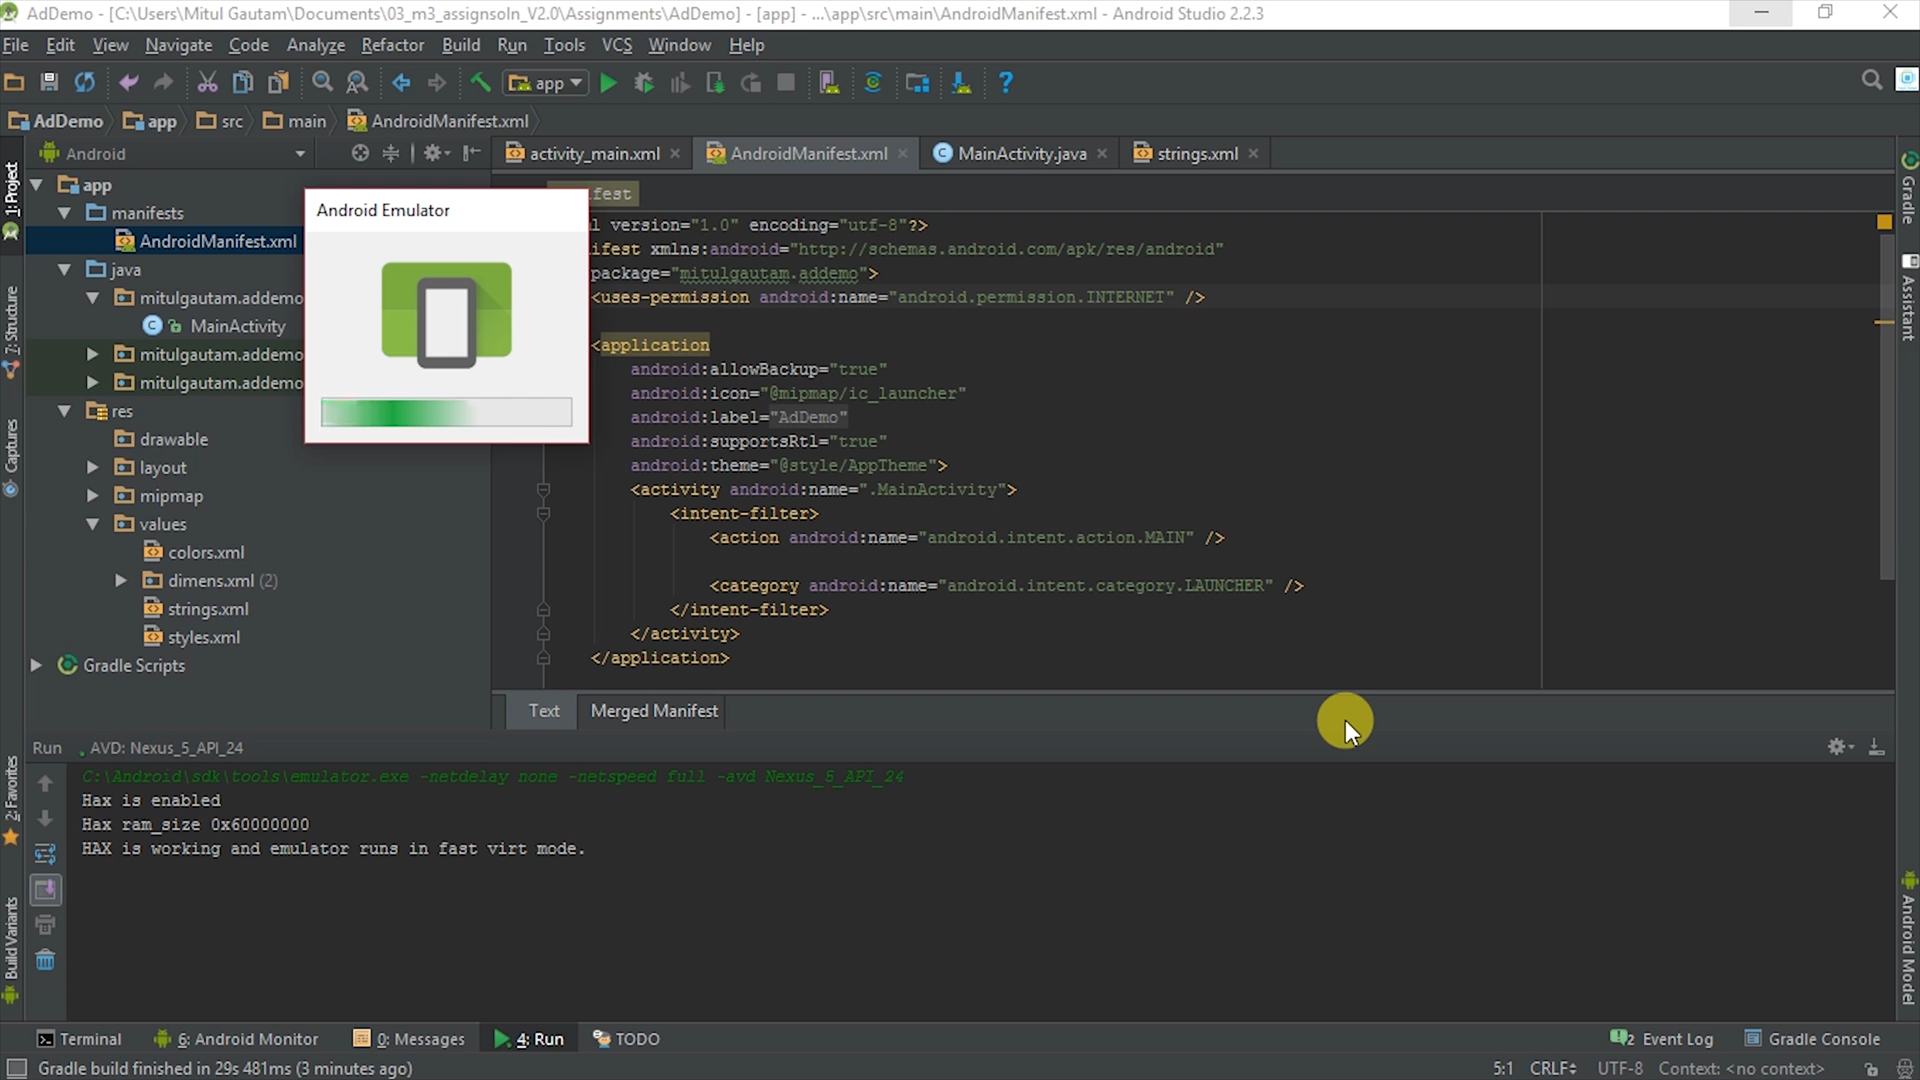 AdDemo - [C:\Users\Mitul Gautam\Documents\03_m3_assignsoln_V2.0\Assignments\AdDemo] - [app] - ...\app\src\main\AndroidManifest.xml - Android Studio 2.2.3
File Edit View Navigate Code Analyze Refactor Build Run Tools VCS Window Help
app
AdDemo app src main AndroidManifest.xml
Android
activity_main.xml AndroidManifest.xml MainActivity.java strings.xml
1: Project
7: Structure
Captures
2: Favorites
Build Variants
app
manifests
AndroidManifest.xml
java
mitulgautam.addemo
MainActivity
mitulgautam.addemo
mitulgautam.addemo
res
drawable
layout
mipmap
values
colors.xml
dimens.xml (2)
strings.xml
styles.xml
Gradle Scripts
Android Emulator
ifest
l version="1.0" encoding="utf-8"?>
ifest xmlns:android="http://schemas.android.com/apk/res/android"
package="mitulgautam.addemo">
<uses-permission android:name="android.permission.INTERNET" />
<application
android:allowBackup="true"
android:icon="@mipmap/ic_launcher"
android:label="AdDemo"
android:supportsRtl="true"
android:theme="@style/AppTheme">
<activity android:name=".MainActivity">
<intent-filter>
<action android:name="android.intent.action.MAIN" />
<category android:name="android.intent.category.LAUNCHER" />
</intent-filter>
</activity>
</application>
Text Merged Manifest
Gradle
Assistant
Android Model
Run AVD: Nexus_5_API_24
C:\Android\sdk\tools\emulator.exe -netdelay none -netspeed full -avd Nexus_5_API_24
Hax is enabled
Hax ram_size 0x60000000
HAX is working and emulator runs in fast virt mode.
Terminal 6: Android Monitor 0: Messages 4: Run TODO 2 Event Log Gradle Console
Gradle build finished in 29s 481ms (3 minutes ago) 5:1 CRLF UTF-8 Context: <no context>